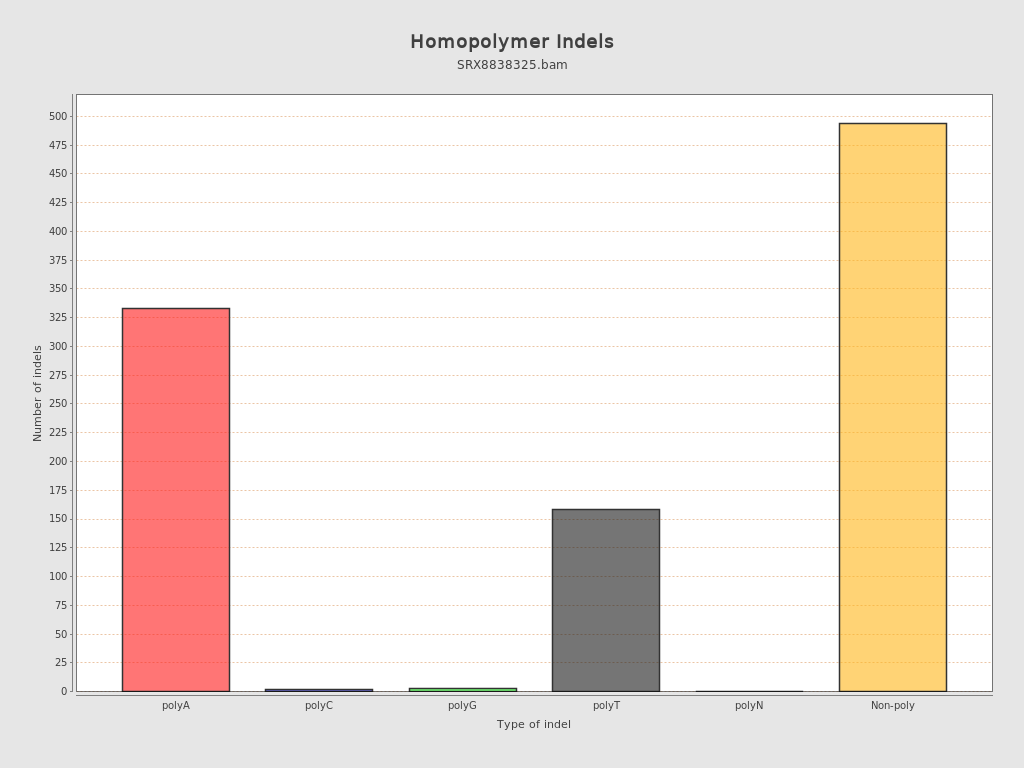 Homopolymer Indels
SRX8838325.bam
500
475
450
425
400
375
350
325
300
275
250
225
200
175
150
125
100
75
50
25
0
Number of indels
polyA
polyC
polyG
polyT
polyN
Non-poly
Type of indel